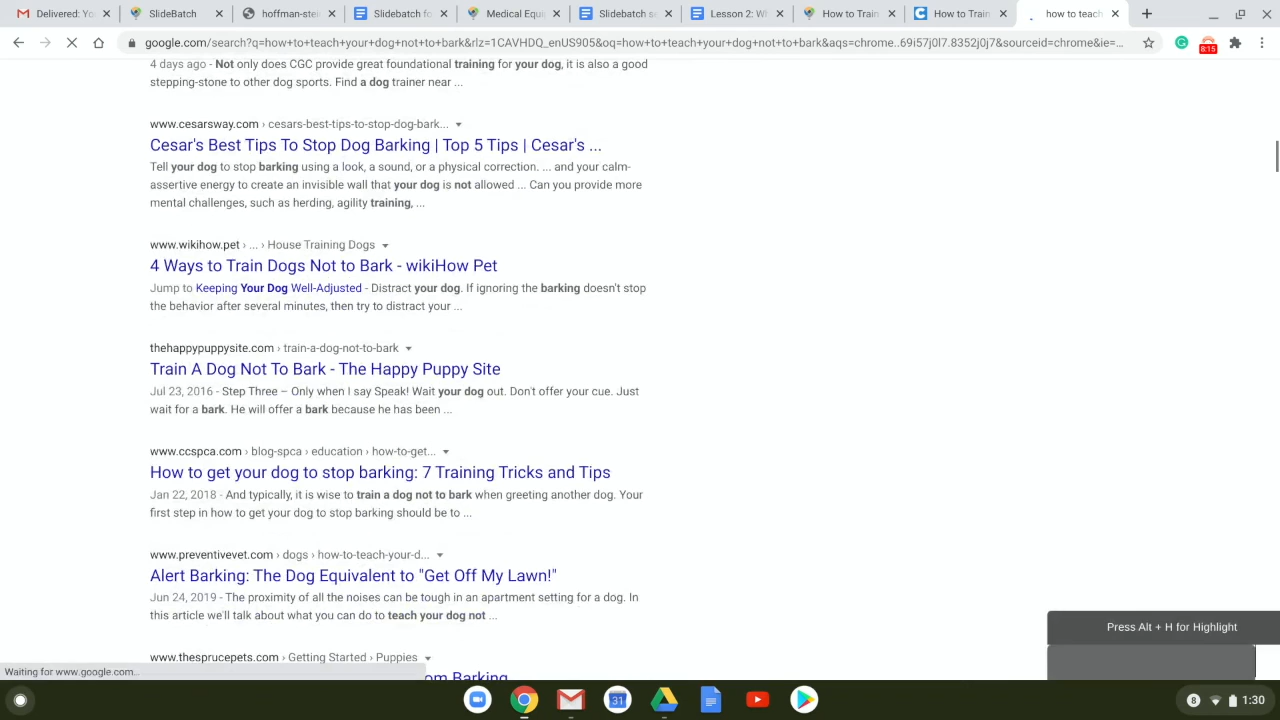 Delivered: Yo
SlideBatch
hoffman-stei
Slidebatch fo
Medical Equi
Slidebatch se
Lesson 2: Wh
How to Train
How to Train
how to teach
google.com/search?q=how+to+teach+your+dog+not+to+bark&rlz=1CAVHDQ_enUS905&oq=how+to+teach+your+dog+not+to+bark&aqs=chrome..69i57j0l7.8352j0j7&sourceid=chrome&ie=...
8:15
4 days ago - Not only does CGC provide great foundational training for your dog, it is also a good
stepping-stone to other dog sports. Find a dog trainer near ...
www.cesarsway.com › cesars-best-tips-to-stop-dog-bark...
Cesar's Best Tips To Stop Dog Barking | Top 5 Tips | Cesar's ...
Tell your dog to stop barking using a look, a sound, or a physical correction. ... and your calm-
assertive energy to create an invisible wall that your dog is not allowed ... Can you provide more
mental challenges, such as herding, agility training, ...
www.wikihow.pet › ... › House Training Dogs
4 Ways to Train Dogs Not to Bark - wikiHow Pet
Jump to Keeping Your Dog Well-Adjusted - Distract your dog. If ignoring the barking doesn't stop
the behavior after several minutes, then try to distract your ...
thehappypuppysite.com › train-a-dog-not-to-bark
Train A Dog Not To Bark - The Happy Puppy Site
Jul 23, 2016 - Step Three – Only when I say Speak! Wait your dog out. Don't offer your cue. Just
wait for a bark. He will offer a bark because he has been ...
www.ccspca.com › blog-spca › education › how-to-get...
How to get your dog to stop barking: 7 Training Tricks and Tips
Jan 22, 2018 - And typically, it is wise to train a dog not to bark when greeting another dog. Your
first step in how to get your dog to stop barking should be to ...
www.preventivevet.com › dogs › how-to-teach-your-d...
Alert Barking: The Dog Equivalent to "Get Off My Lawn!"
Jun 24, 2019 - The proximity of all the noises can be tough in an apartment setting for a dog. In
this article we'll talk about what you can do to teach your dog not ...
Press Alt + H for Highlight
www.thesprucepets.com › Getting Started › Puppies
Waiting for www.google.com...
om Barking
31
8
1:30